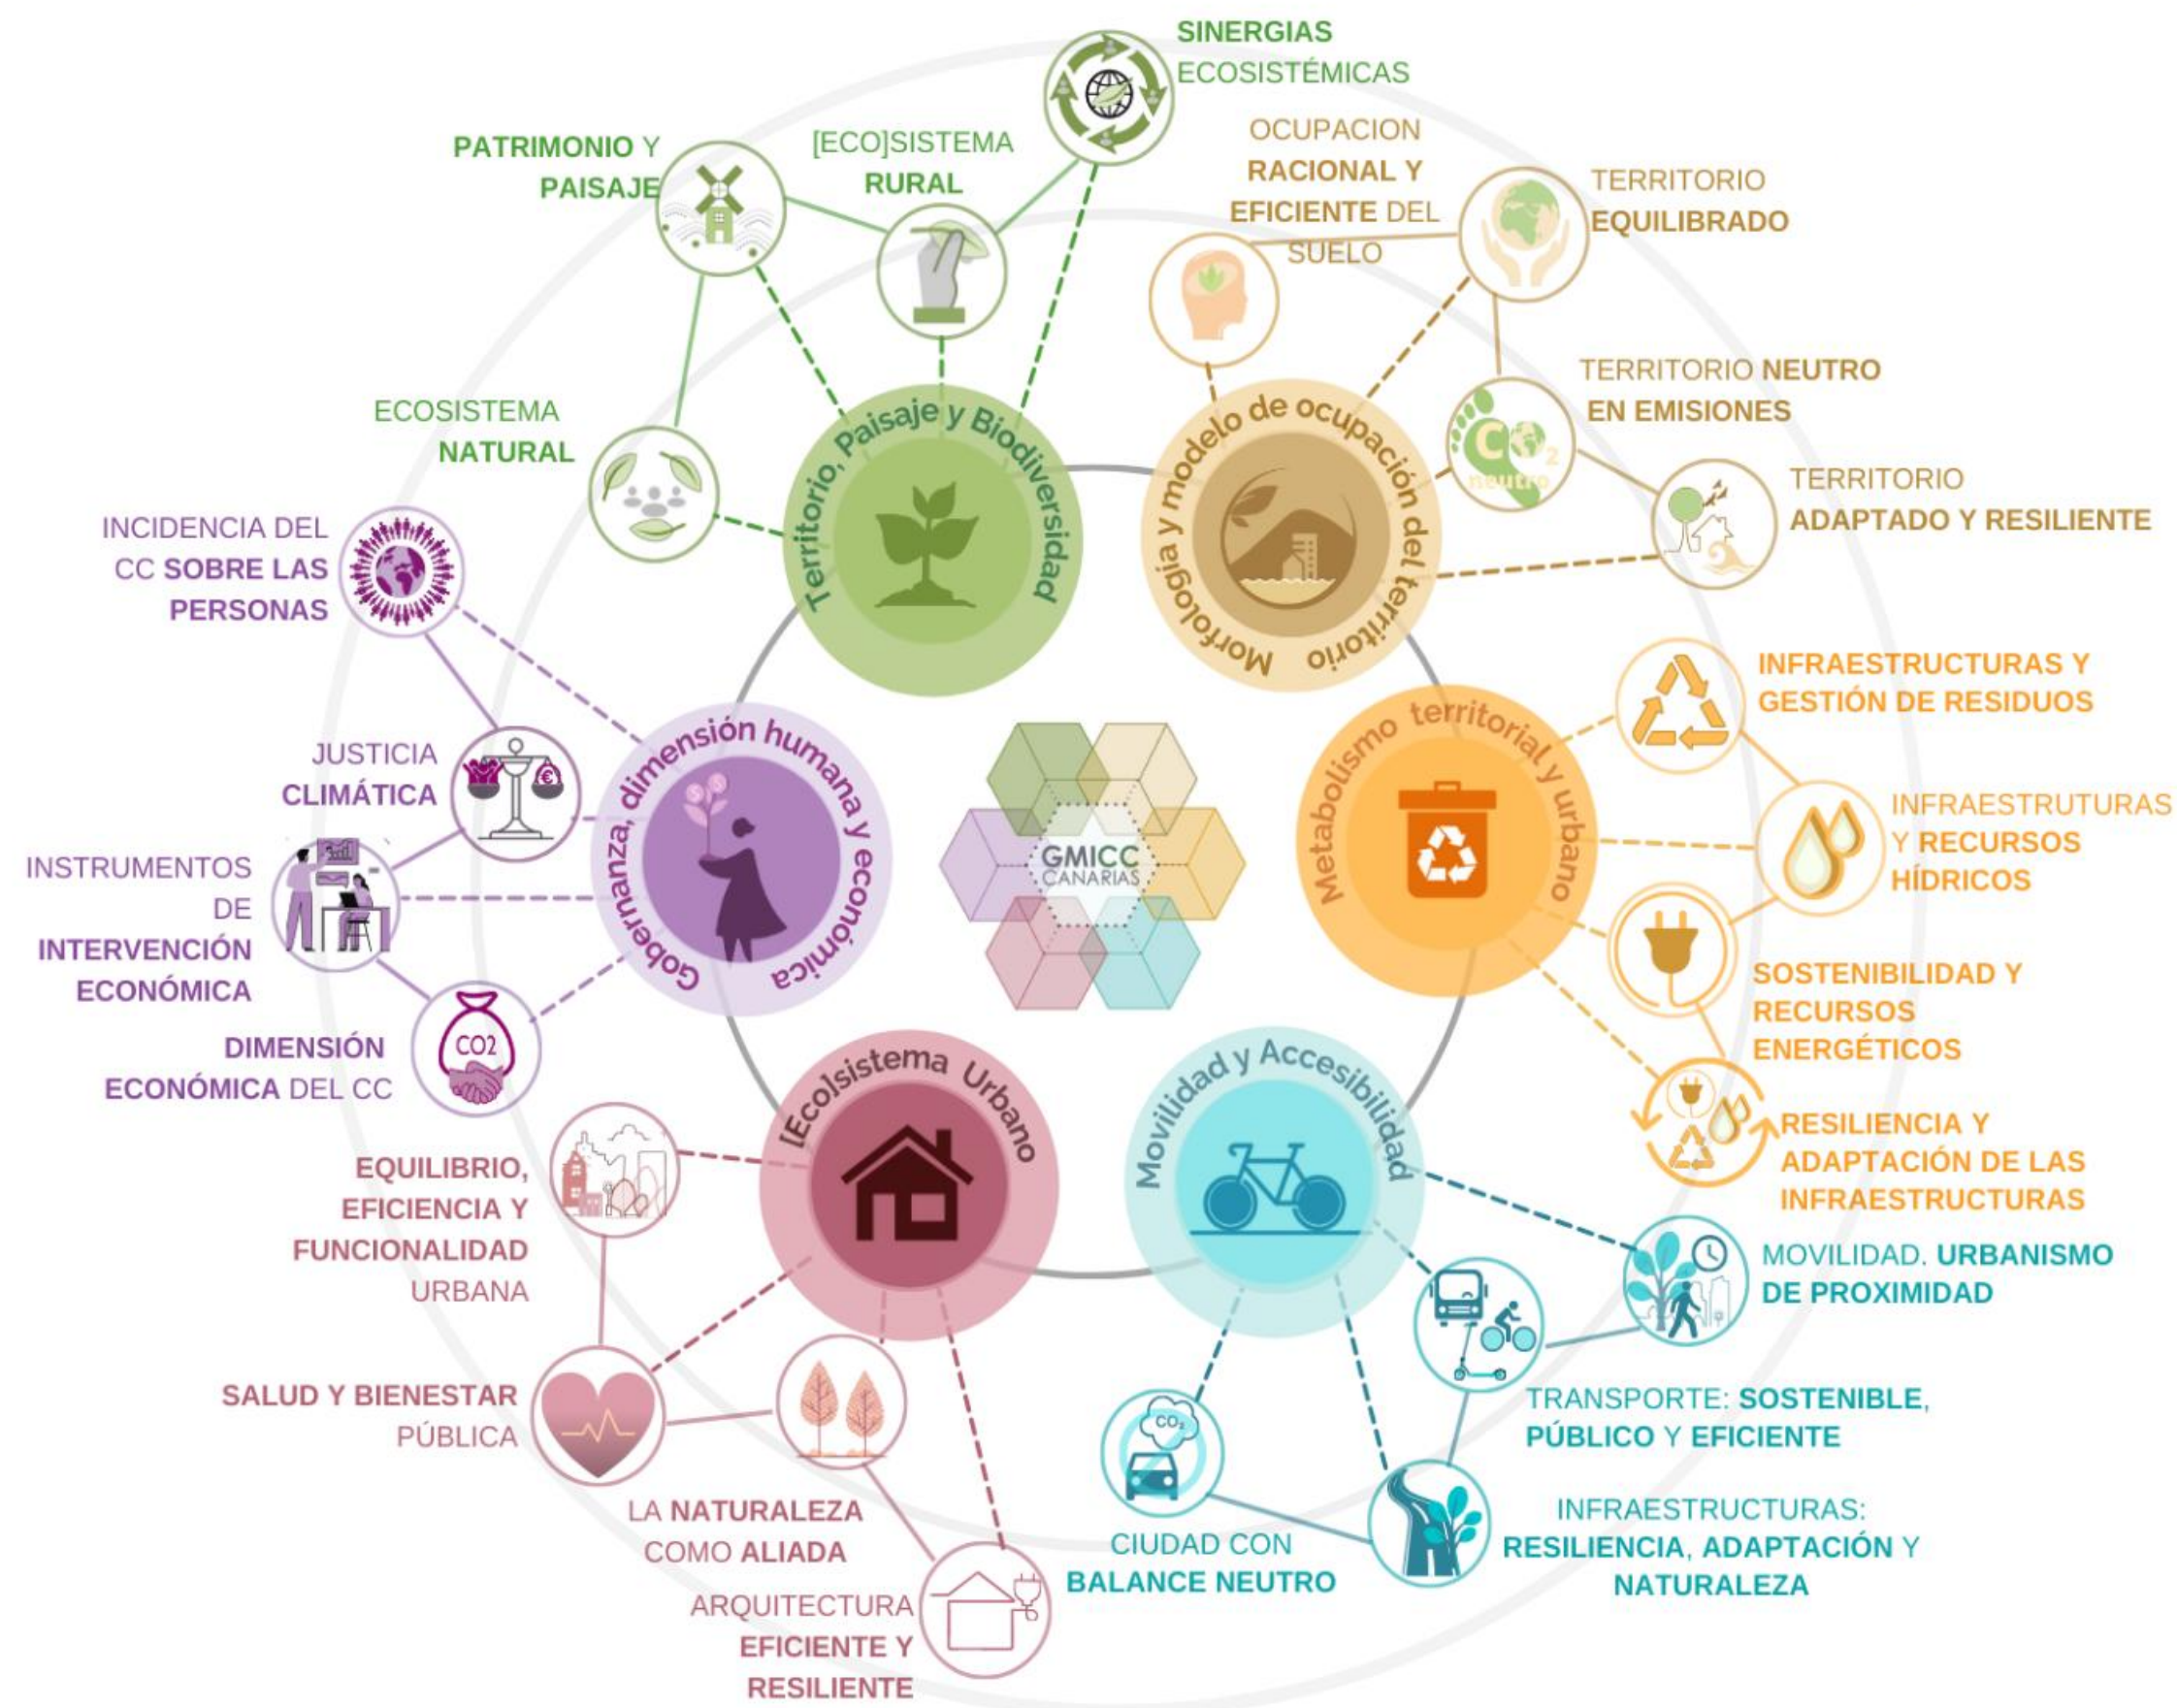 SINERGIAS
ECOSISTÉMICAS
PATRIMONIO Y
PAISAJE
[ECO]SISTEMA
RURAL
ECOSISTEMA
NATURAL
Territorio, Paisaje y Biodiversidad
OCUPACION
RACIONAL Y
EFICIENTE DEL
SUELO
TERRITORIO
EQUILIBRADO
TERRITORIO NEUTRO
EN EMISIONES
CO2
neutro
TERRITORIO
ADAPTADO Y RESILIENTE
Morfología y modelo de ocupación del territorio
INCIDENCIA DEL
CC SOBRE LAS
PERSONAS
JUSTICIA
CLIMÁTICA
€
INSTRUMENTOS
DE
INTERVENCIÓN
ECONÓMICA
DIMENSIÓN
ECONÓMICA DEL CC
CO2
Gobernanza, dimensión humana y económica
$ $
GMICC
CANARIAS
Metabolismo territorial y urbano
INFRAESTRUCTURAS Y
GESTIÓN DE RESIDUOS
INFRAESTRUTURAS
Y RECURSOS
HÍDRICOS
SOSTENIBILIDAD Y
RECURSOS
ENERGÉTICOS
RESILIENCIA Y
ADAPTACIÓN DE LAS
INFRAESTRUCTURAS
[Eco]sistema Urbano
EQUILIBRIO,
EFICIENCIA Y
FUNCIONALIDAD
URBANA
SALUD Y BIENESTAR
PÚBLICA
LA NATURALEZA
COMO ALIADA
ARQUITECTURA
EFICIENTE Y
RESILIENTE
Movilidad y Accesibilidad
MOVILIDAD. URBANISMO
DE PROXIMIDAD
TRANSPORTE: SOSTENIBLE,
PÚBLICO Y EFICIENTE
INFRAESTRUCTURAS:
RESILIENCIA, ADAPTACIÓN Y
NATURALEZA
CO2
CIUDAD CON
BALANCE NEUTRO